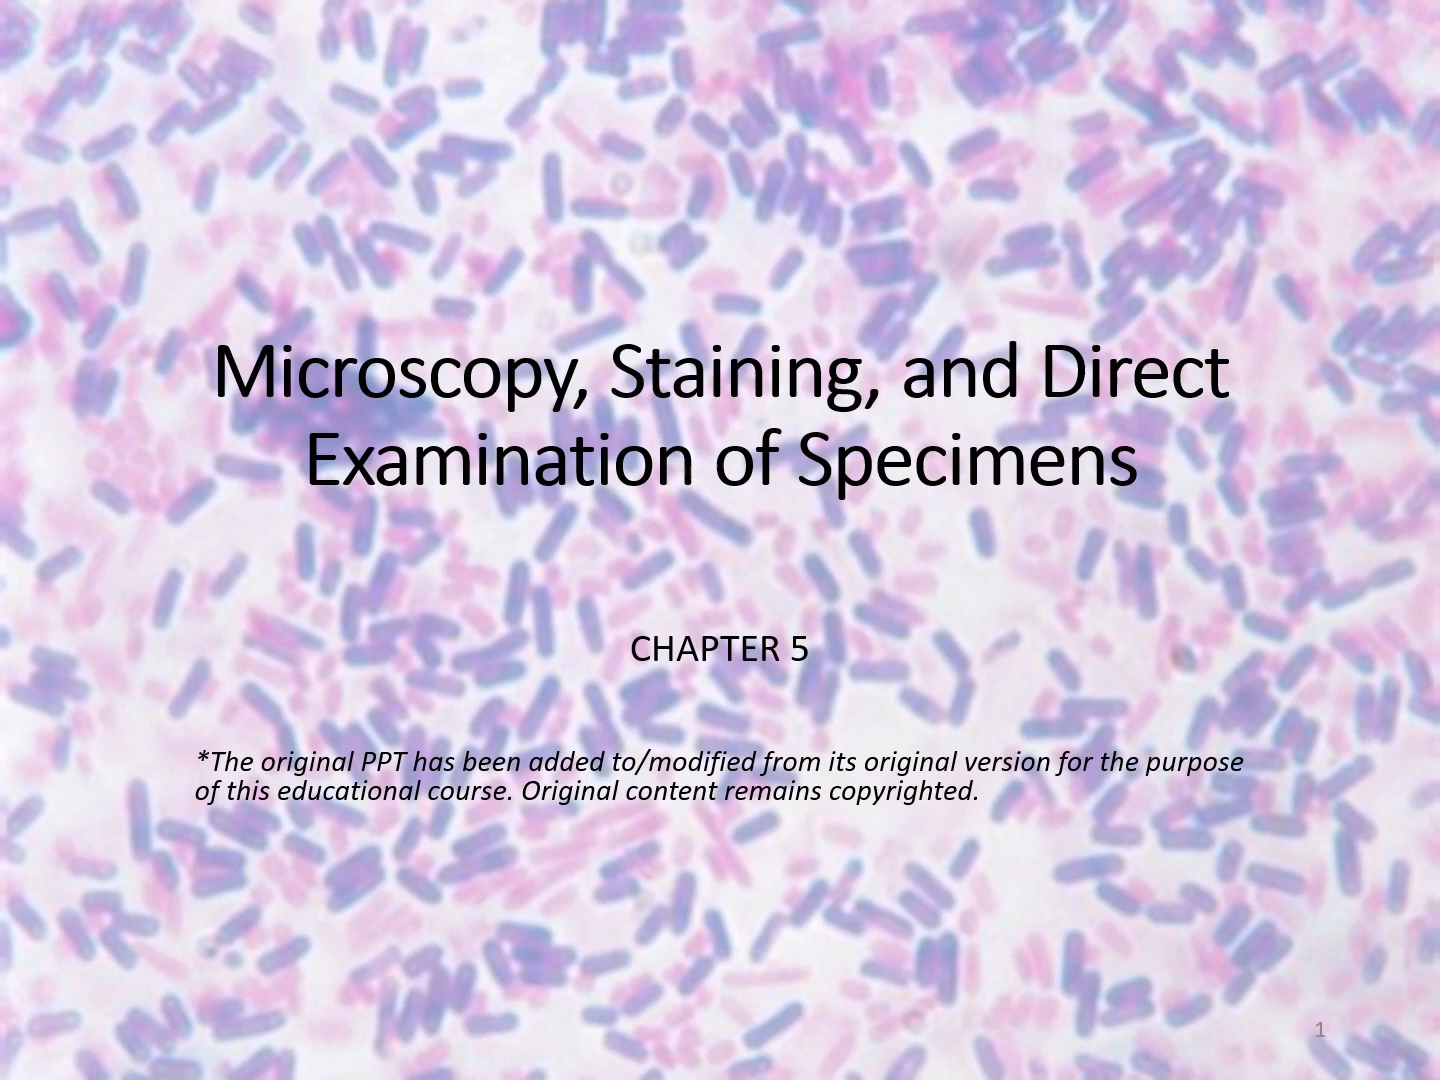 Microscopy, Staining, and Direct
Examination of Specimens
CHAPTER 5
*The original PPT has been added to/modified from its original version for the purpose
of this educational course. Original content remains copyrighted.
1